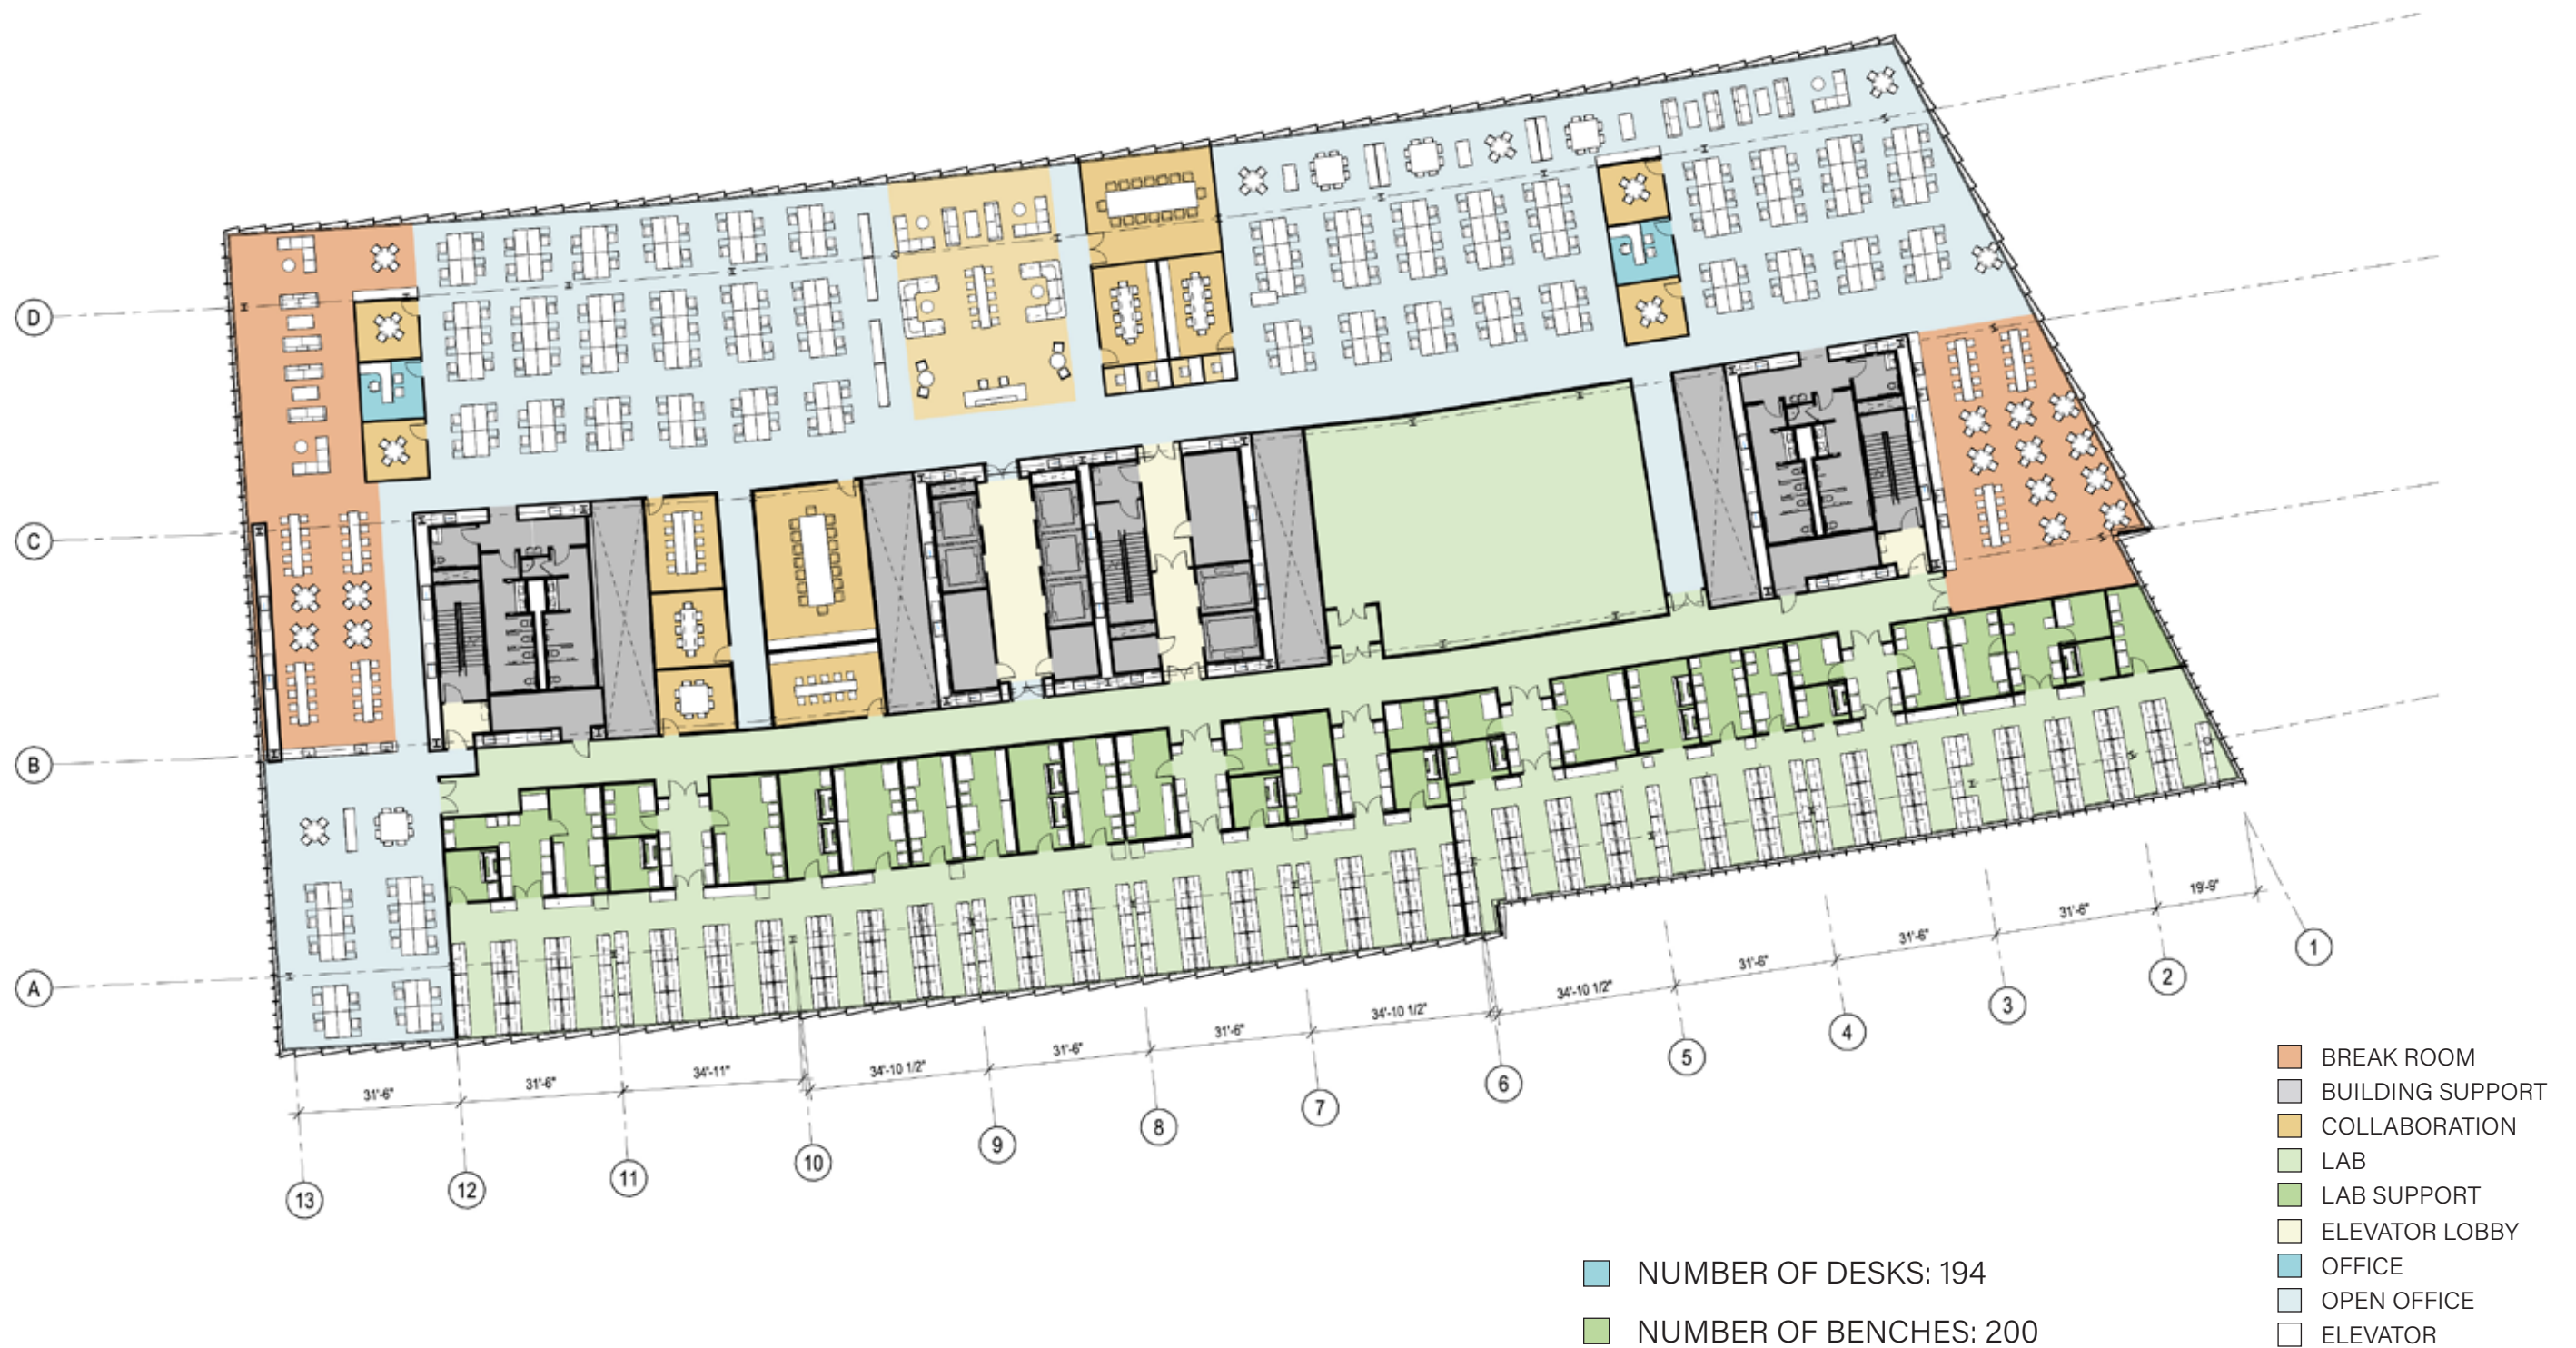 D
C
B
A
31'-6"
31'-6"
34'-11"
34'-10 1/2"
31'-6"
31'-6"
34'-10 1/2"
34'-10 1/2"
31'-6"
31'-6"
31'-6"
19'-9"
13
12
11
10
9
8
7
6
5
4
3
2
1
NUMBER OF DESKS: 194
NUMBER OF BENCHES: 200
BREAK ROOM
BUILDING SUPPORT
COLLABORATION
LAB
LAB SUPPORT
ELEVATOR LOBBY
OFFICE
OPEN OFFICE
ELEVATOR